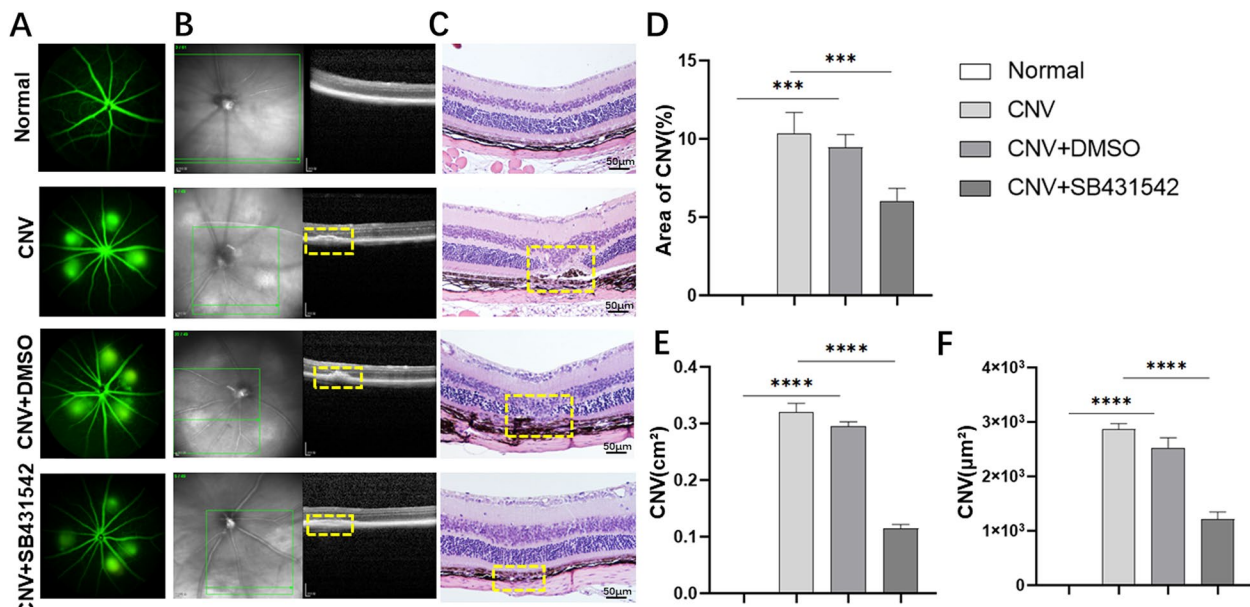 A
B
C
D
Normal
50μm
CNV
50μm
CNV+DMSO
50μm
CNV+SB431542
50μm
Area of CNV(%)
15
10
5
0
***
***
Normal
CNV
CNV+DMSO
CNV+SB431542
E
CNV(cm²)
0.4
0.3
0.2
0.1
0.0
****
****
F
CNV(μm²)
4×10³
3×10³
2×10³
1×10³
0
****
****